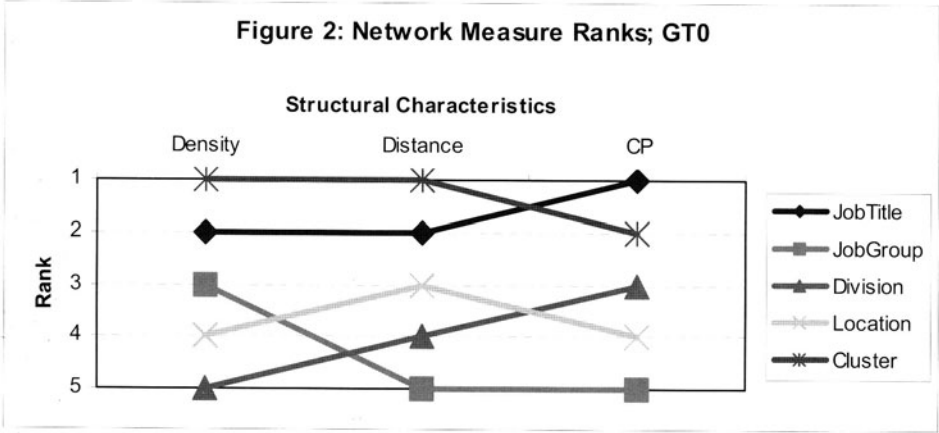 Figure 2: Network Measure Ranks; GT0
Structural Characteristics
Density Distance CP
1
2
3
4
5
Rank
JobTitle
JobGroup
Division
Location
Cluster